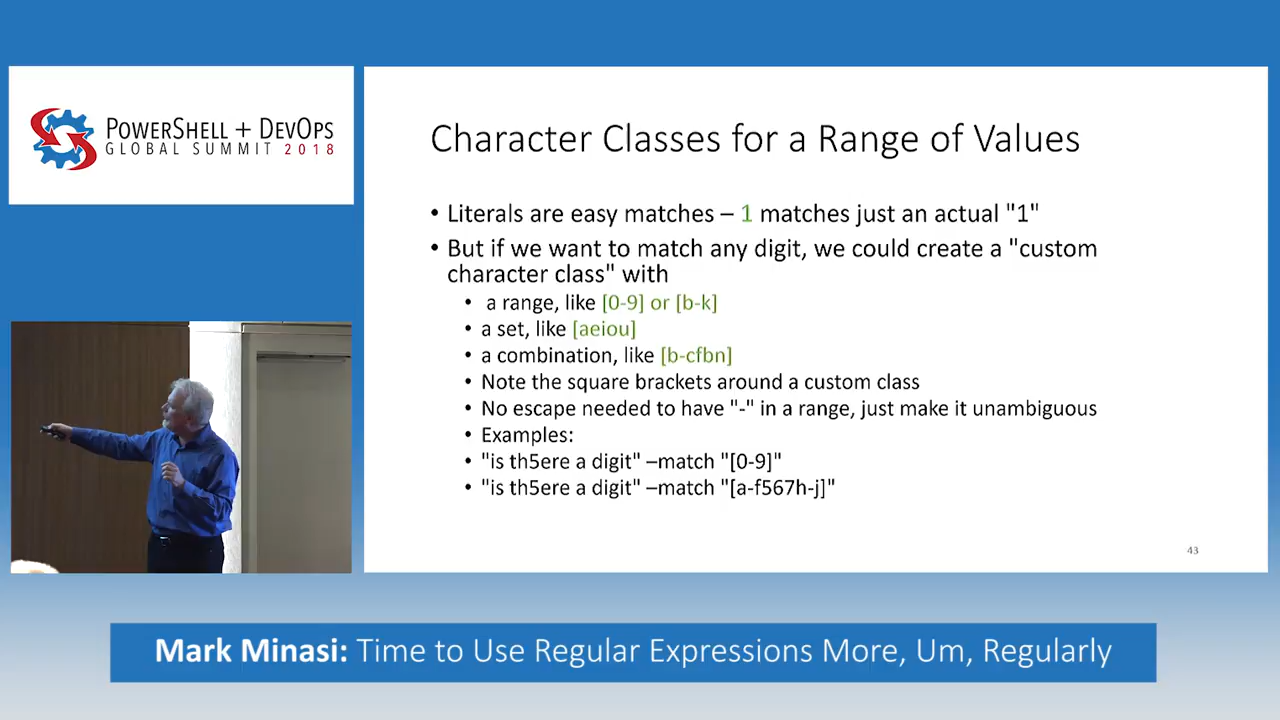 POWERSHELL + DEVOPS
GLOBAL SUMMIT 2018
Character Classes for a Range of Values
• Literals are easy matches – 1 matches just an actual "1"
• But if we want to match any digit, we could create a "custom
character class" with
• a range, like [0-9] or [b-k]
• a set, like [aeiou]
• a combination, like [b-cfbn]
• Note the square brackets around a custom class
• No escape needed to have "-" in a range, just make it unambiguous
• Examples:
• "is th5ere a digit" –match "[0-9]"
• "is th5ere a digit" –match "[a-f567h-j]"
43
Mark Minasi: Time to Use Regular Expressions More, Um, Regularly